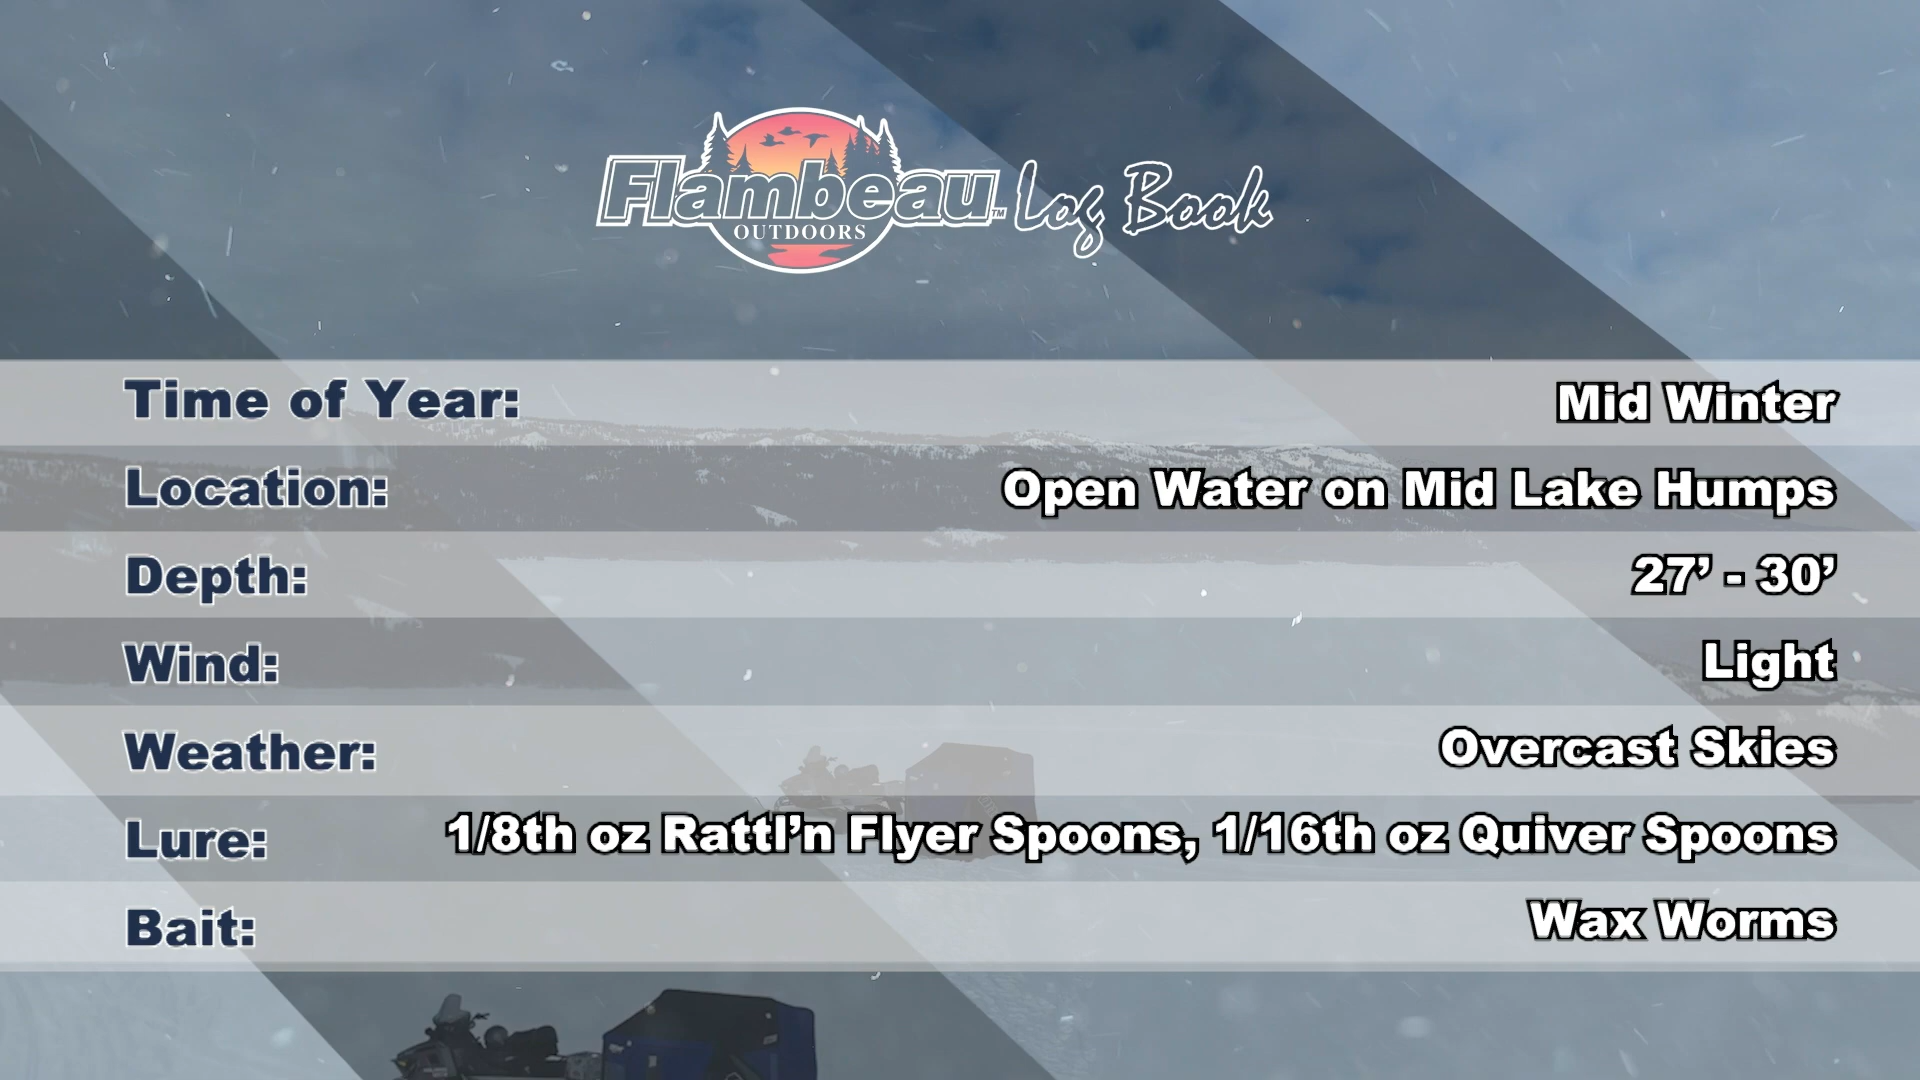 Flambeau™ Log Book
OUTDOORS
Time of Year: Mid Winter
Location: Open Water on Mid Lake Humps
Depth: 27’ - 30’
Wind: Light
Weather: Overcast Skies
Lure: 1/8th oz Rattl’n Flyer Spoons, 1/16th oz Quiver Spoons
Bait: Wax Worms